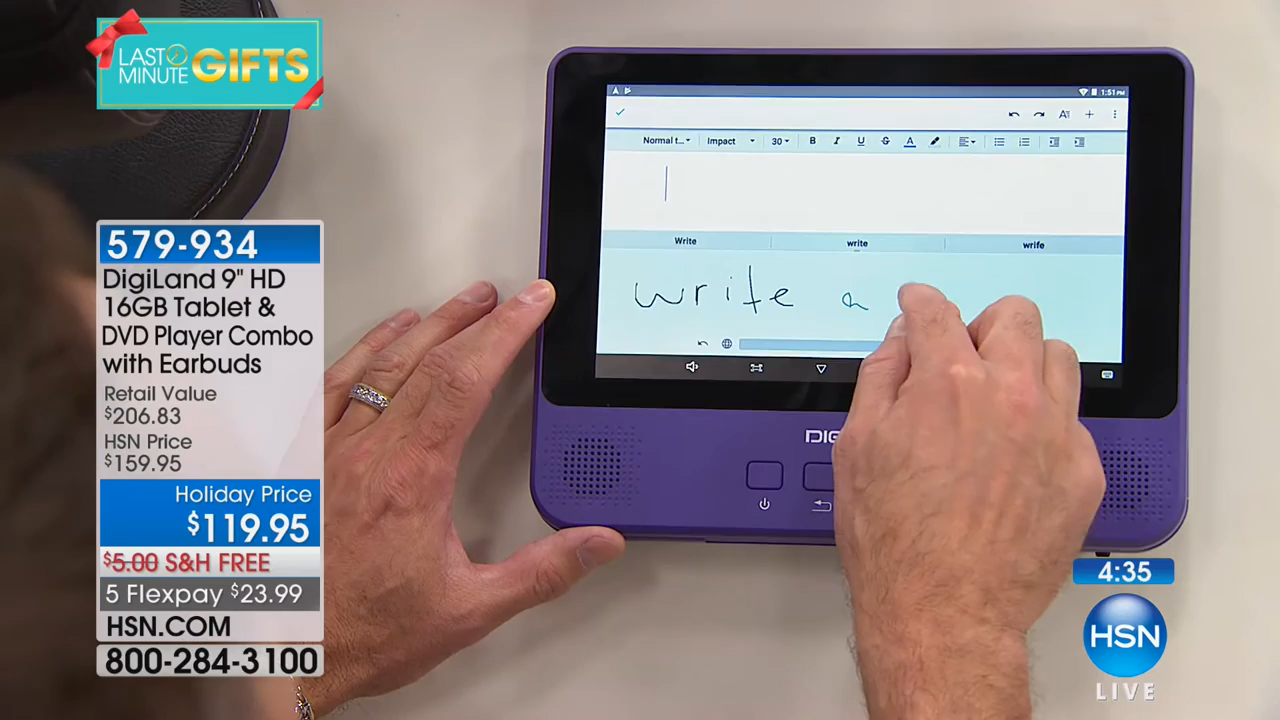 LAST MINUTE GIFTS
579-934
DigiLand 9" HD
16GB Tablet &
DVD Player Combo
with Earbuds
Retail Value
$206.83
HSN Price
$159.95
Holiday Price
$119.95
$5.00 S&H FREE
5 Flexpay $23.99
HSN.COM
800-284-3100
1:51PM
Normal t...
Impact
30
B I U S A
Write write wrife
write a
DIG
4:35
HSN
LIVE